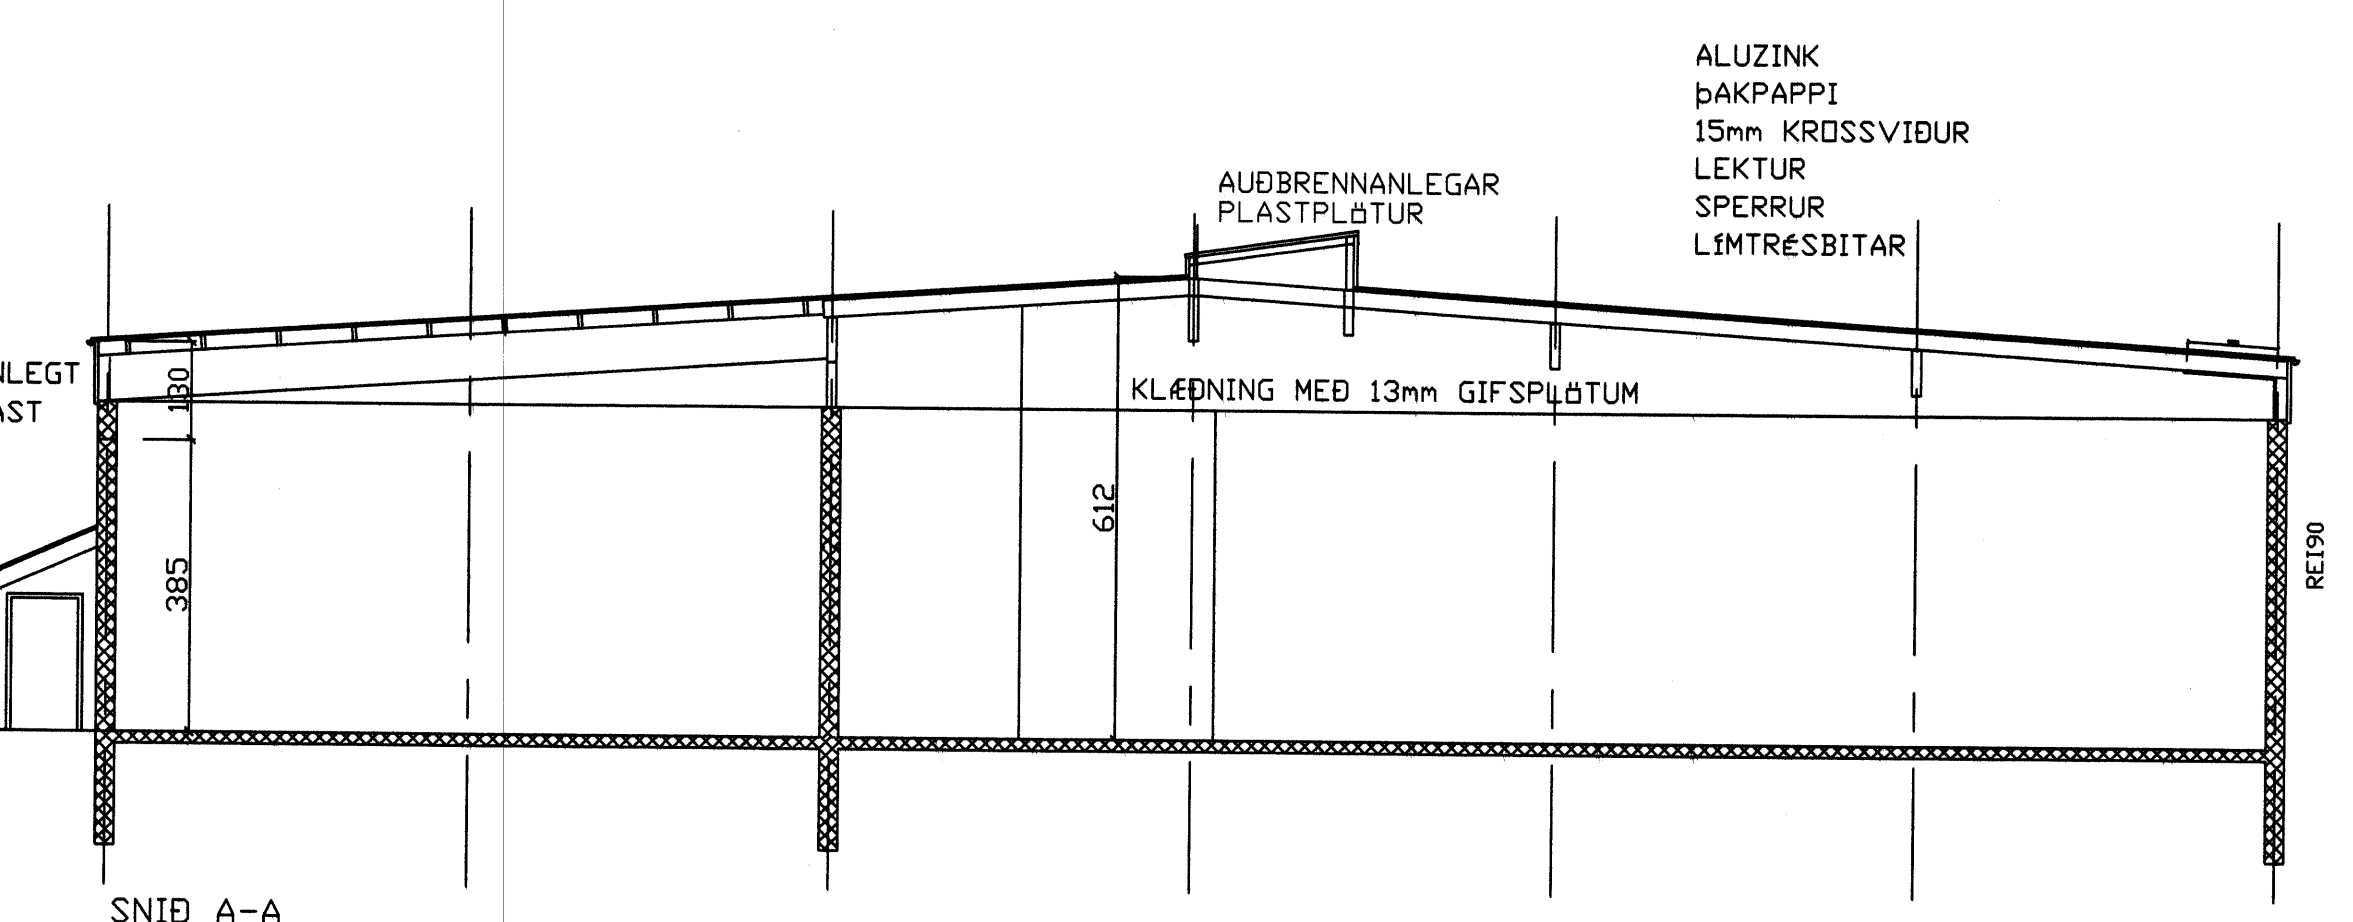 ALUZINK
ÞAKPAPPI
15mm KROSSVIÐUR
LEKTUR
SPERRUR
LÍMTRÉSBITAR
AUÐBRENNANLEGAR
PLASTPLÖTUR
NLEGT
AST
130
KLÆÐNING MEÐ 13mm GIFSPLÖTUM
612
385
REI90
SNIÐ A-A